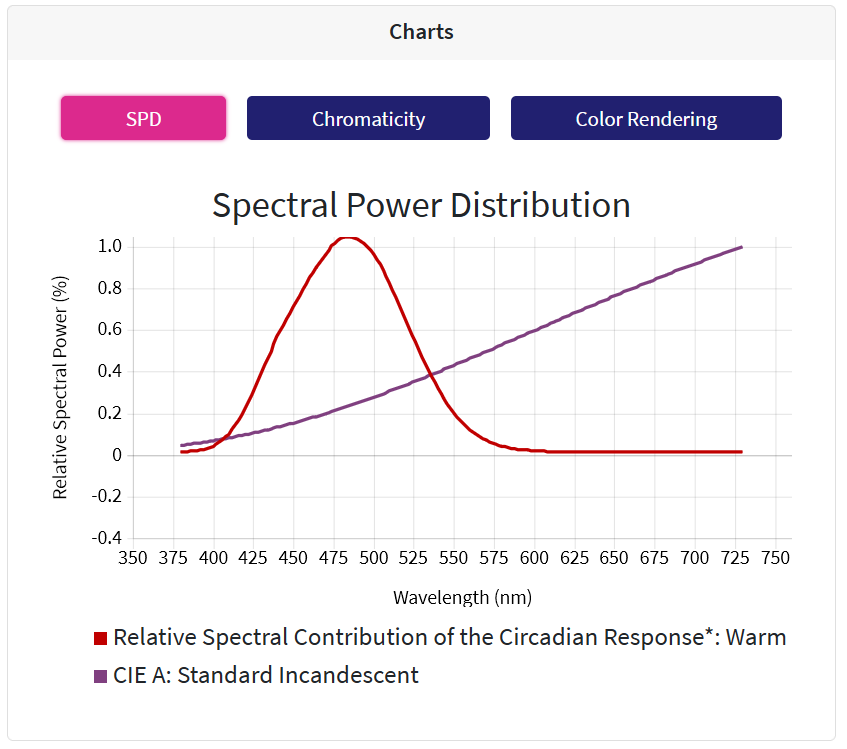 Charts
SPD Chromaticity Color Rendering
Spectral Power Distribution
Relative Spectral Power (%)
1.0
0.8
0.6
0.4
0.2
0
-0.2
-0.4
350 375 400 425 450 475 500 525 550 575 600 625 650 675 700 725 750
Wavelength (nm)
Relative Spectral Contribution of the Circadian Response*: Warm
CIE A: Standard Incandescent